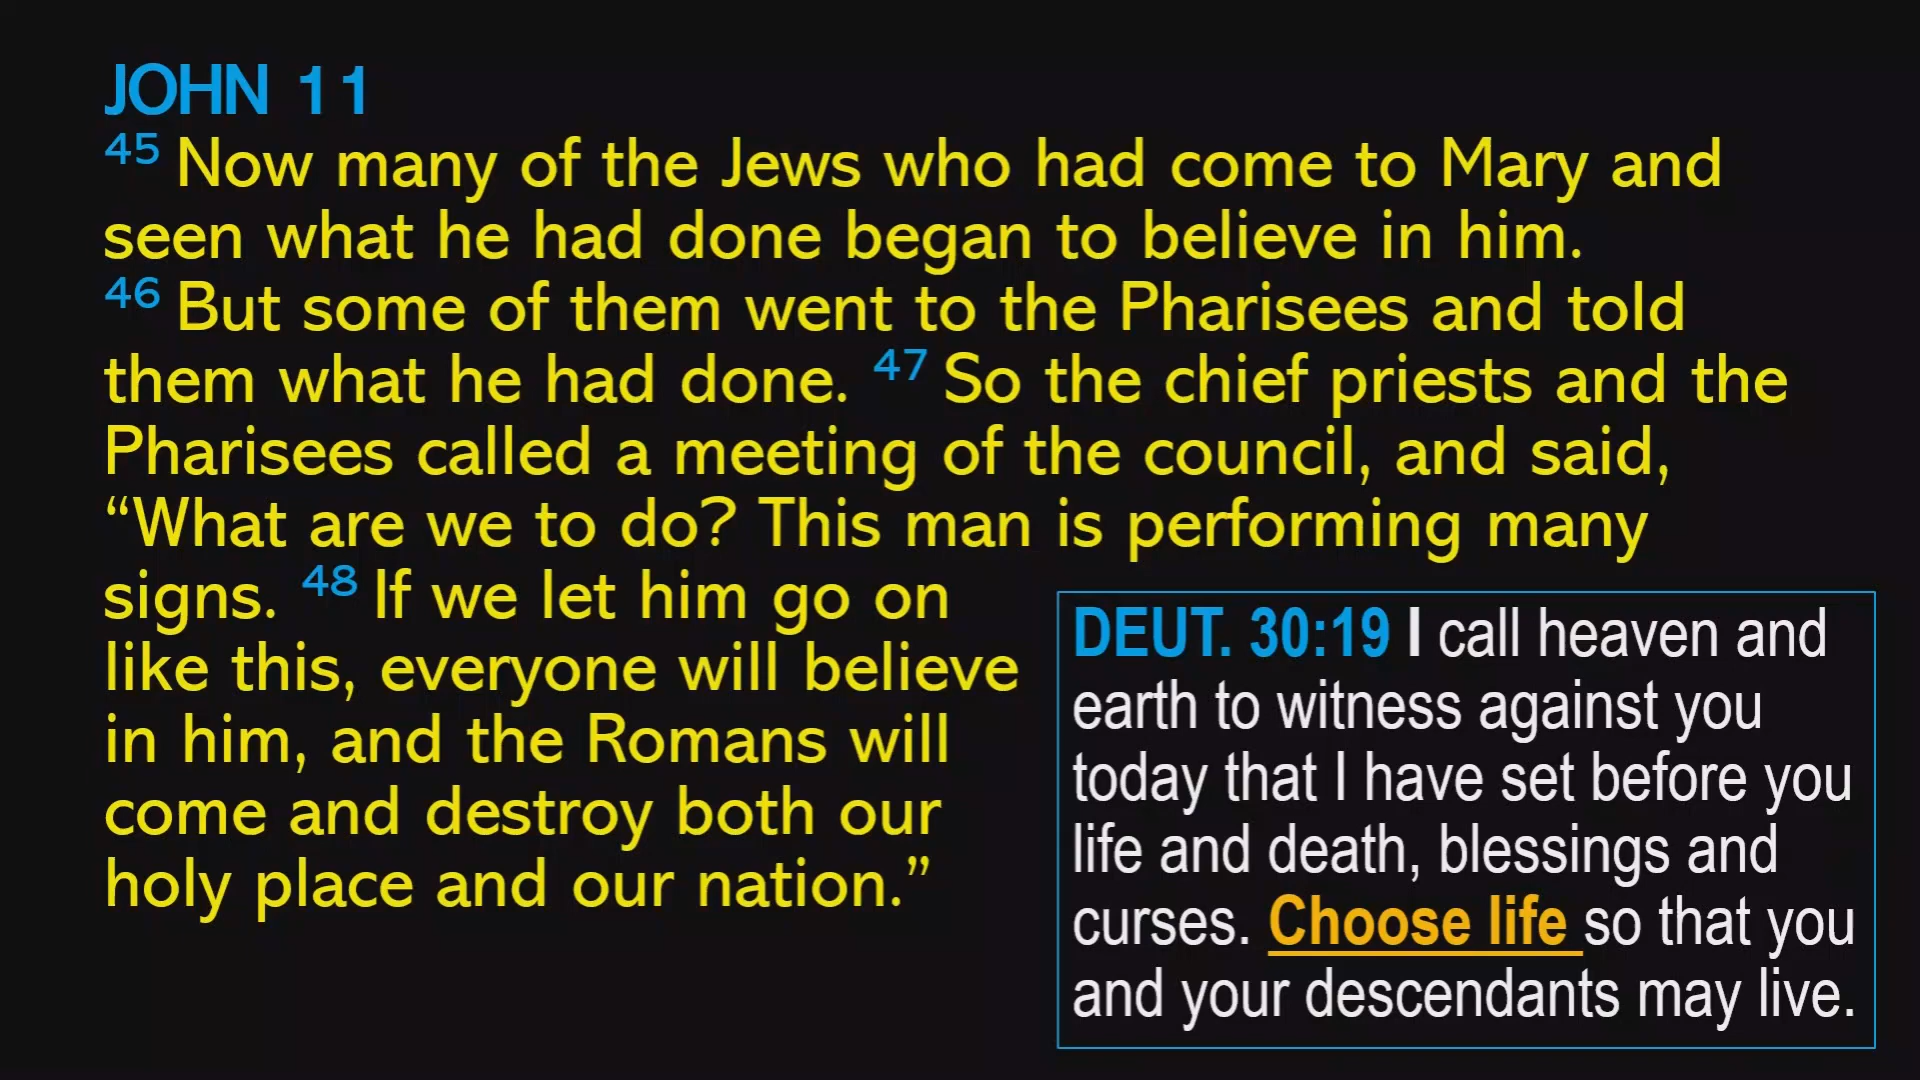 JOHN 11
45 Now many of the Jews who had come to Mary and
seen what he had done began to believe in him.
46 But some of them went to the Pharisees and told
them what he had done. 47 So the chief priests and the
Pharisees called a meeting of the council, and said,
“What are we to do? This man is performing many
signs. 48 If we let him go on
like this, everyone will believe
in him, and the Romans will
come and destroy both our
holy place and our nation.”
DEUT. 30:19 I call heaven and
earth to witness against you
today that I have set before you
life and death, blessings and
curses. Choose life so that you
and your descendants may live.